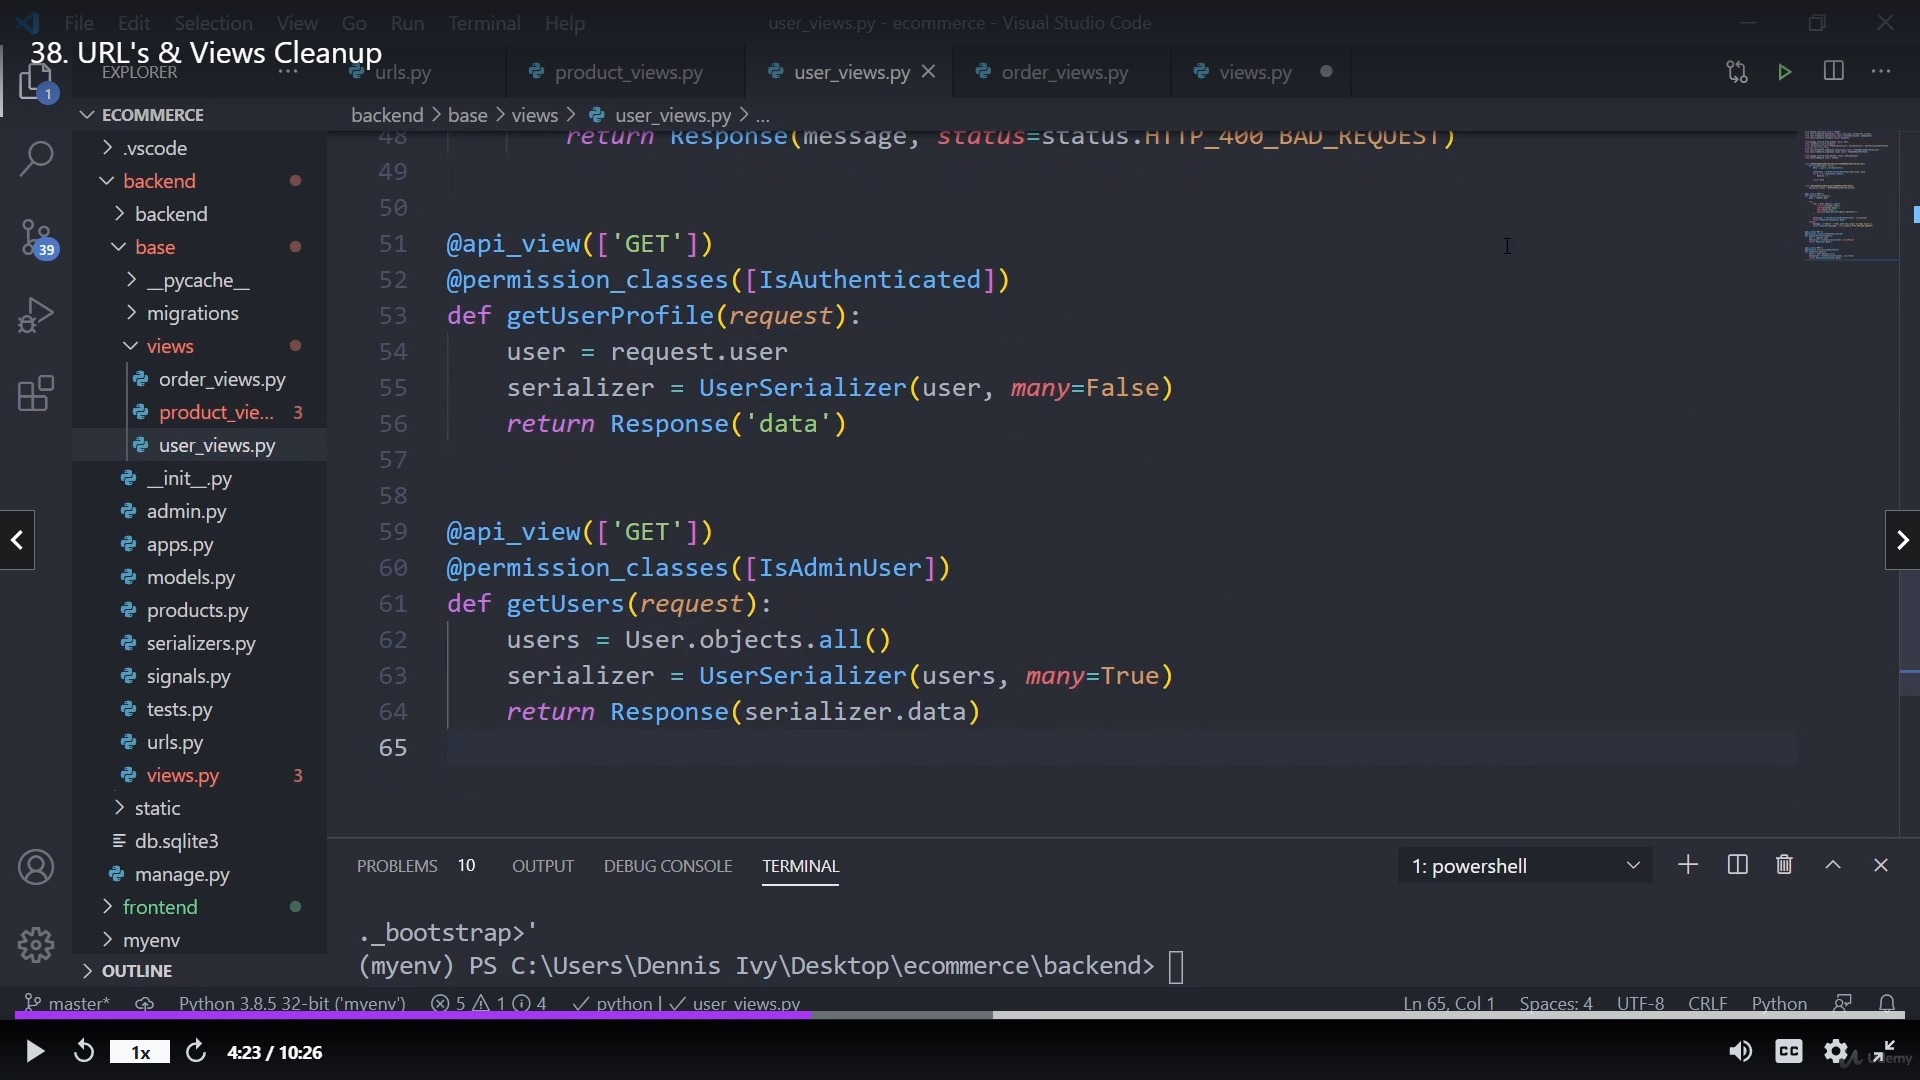 File Edit Selection View Go Run Terminal Help user_views.py - ecommerce - Visual Studio Code
38. URL's & Views Cleanup
EXPLORER ··· urls.py product_views.py user_views.py order_views.py views.py
1
ECOMMERCE backend > base > views > user_views.py > ...
48 return Response(message, status=status.HTTP_400_BAD_REQUEST)
.vscode
49
backend
50
backend
51 @api_view(['GET'])
39
base
52 @permission_classes([IsAuthenticated])
__pycache__
53 def getUserProfile(request):
migrations
54 user = request.user
views
55 serializer = UserSerializer(user, many=False)
order_views.py
56 return Response('data')
product_vie... 3
57
user_views.py
58
__init__.py
59 @api_view(['GET'])
admin.py
60 @permission_classes([IsAdminUser])
apps.py
61 def getUsers(request):
models.py
62 users = User.objects.all()
products.py
63 serializer = UserSerializer(users, many=True)
serializers.py
64 return Response(serializer.data)
signals.py
65
tests.py
urls.py
views.py 3
static
db.sqlite3
manage.py
frontend
myenv
OUTLINE
PROBLEMS 10 OUTPUT DEBUG CONSOLE TERMINAL 1: powershell
._bootstrap>'
(myenv) PS C:\Users\Dennis Ivy\Desktop\ecommerce\backend>
master* Python 3.8.5 32-bit ('myenv') 5 1 4 python | user_views.py Ln 65, Col 1 Spaces: 4 UTF-8 CRLF Python
1x 4:23 / 10:26 CC Udemy